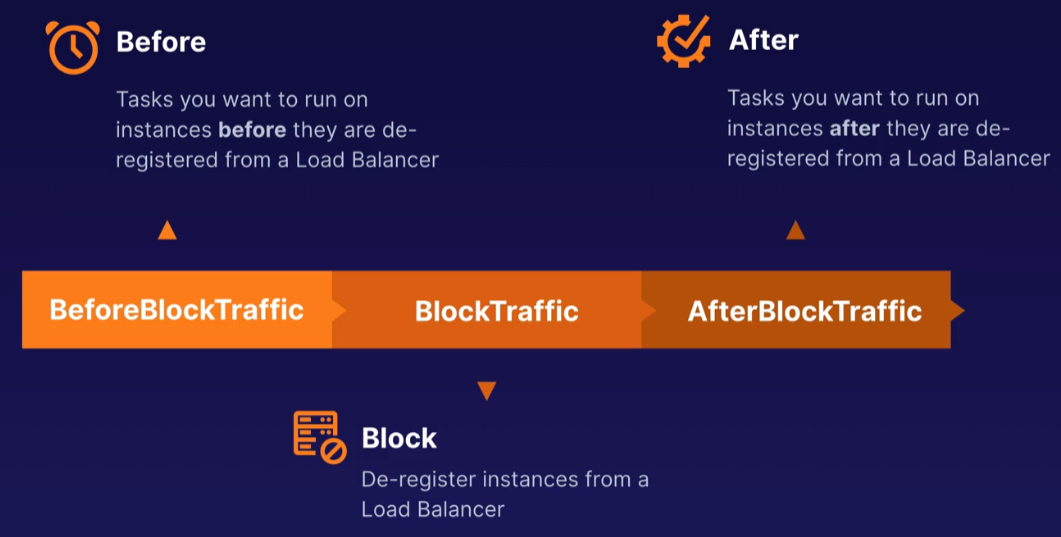 Before
Tasks you want to run on
instances before they are de-
registered from a Load Balancer
After
Tasks you want to run on
instances after they are de-
registered from a Load Balancer
BeforeBlockTraffic
BlockTraffic
AfterBlockTraffic
Block
De-register instances from a
Load Balancer